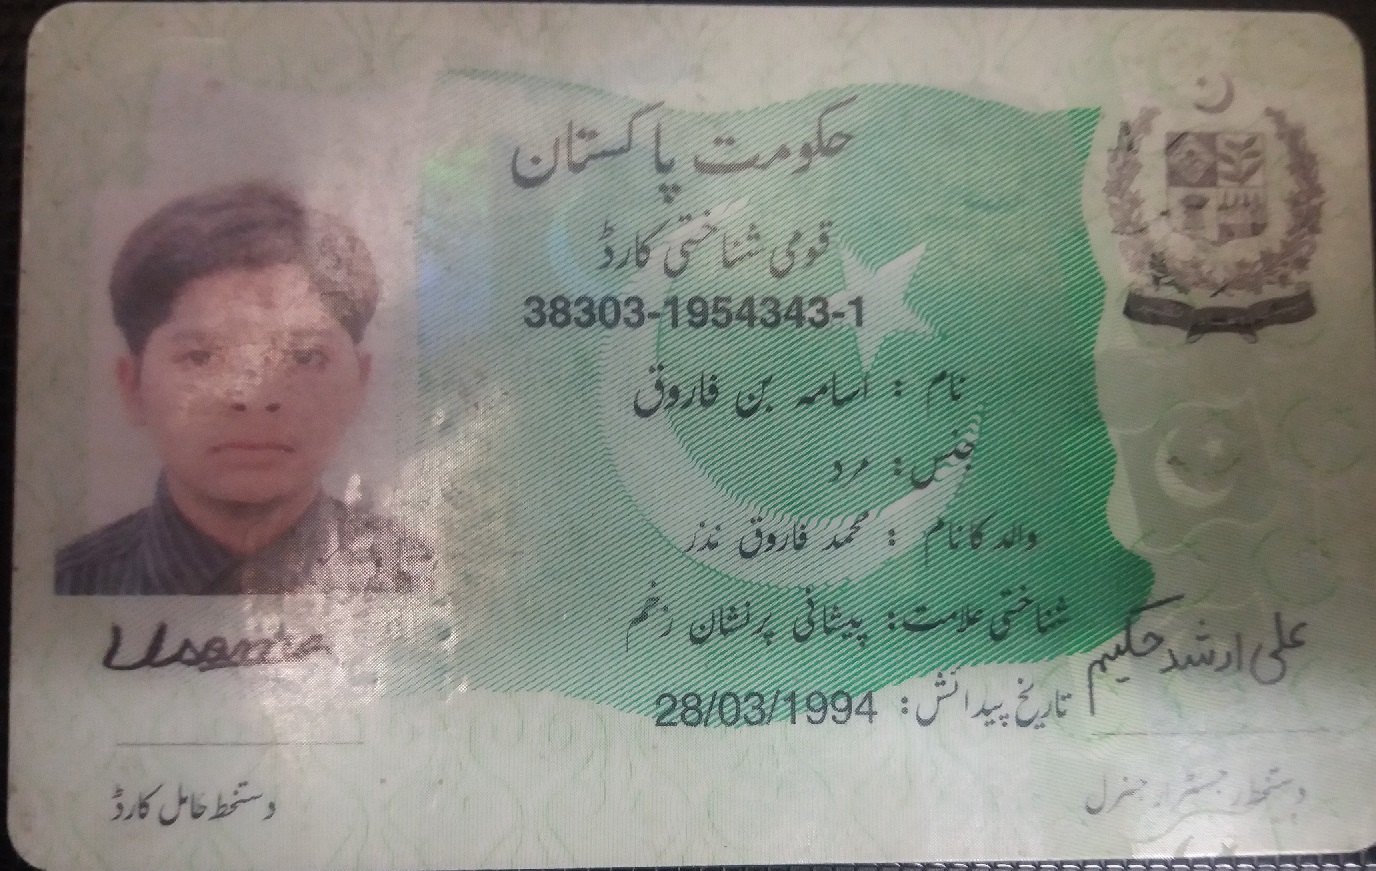 حکومت پاکستان
قومی شناختی کارڈ
38303-1954343-1
نام : اسامہ بن فاروق
جنس: مرد
والد کا نام : محمد فاروق نذر
شناختی علامت: پیشانی پر نشان زخم
تاریخ پیدائش: 28/03/1994
Usama
علی ارشد حکیم
دستخط حامل کارڈ
دستخط رجسٹرار جنرل